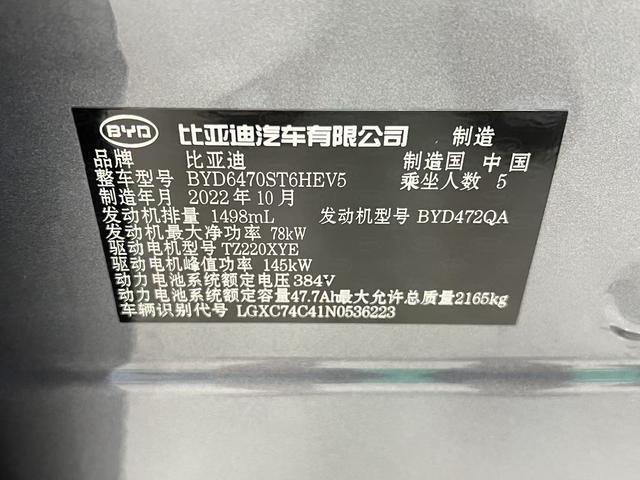 BYD 比亚迪汽车有限公司 制造
品牌 比亚迪 制造国 中国
整车型号 BYD6470ST6HEV5 乘坐人数 5
制造年月 2022年10月
发动机排量 1498mL 发动机型号 BYD472QA
发动机最大净功率 78kW
驱动电机型号 TZ220XYE
驱动电机峰值功率 145kW
动力电池系统额定电压 384V
动力电池系统额定容量47.7Ah最大允许总质量2165kg
车辆识别代号 LGXC74C41N0536223